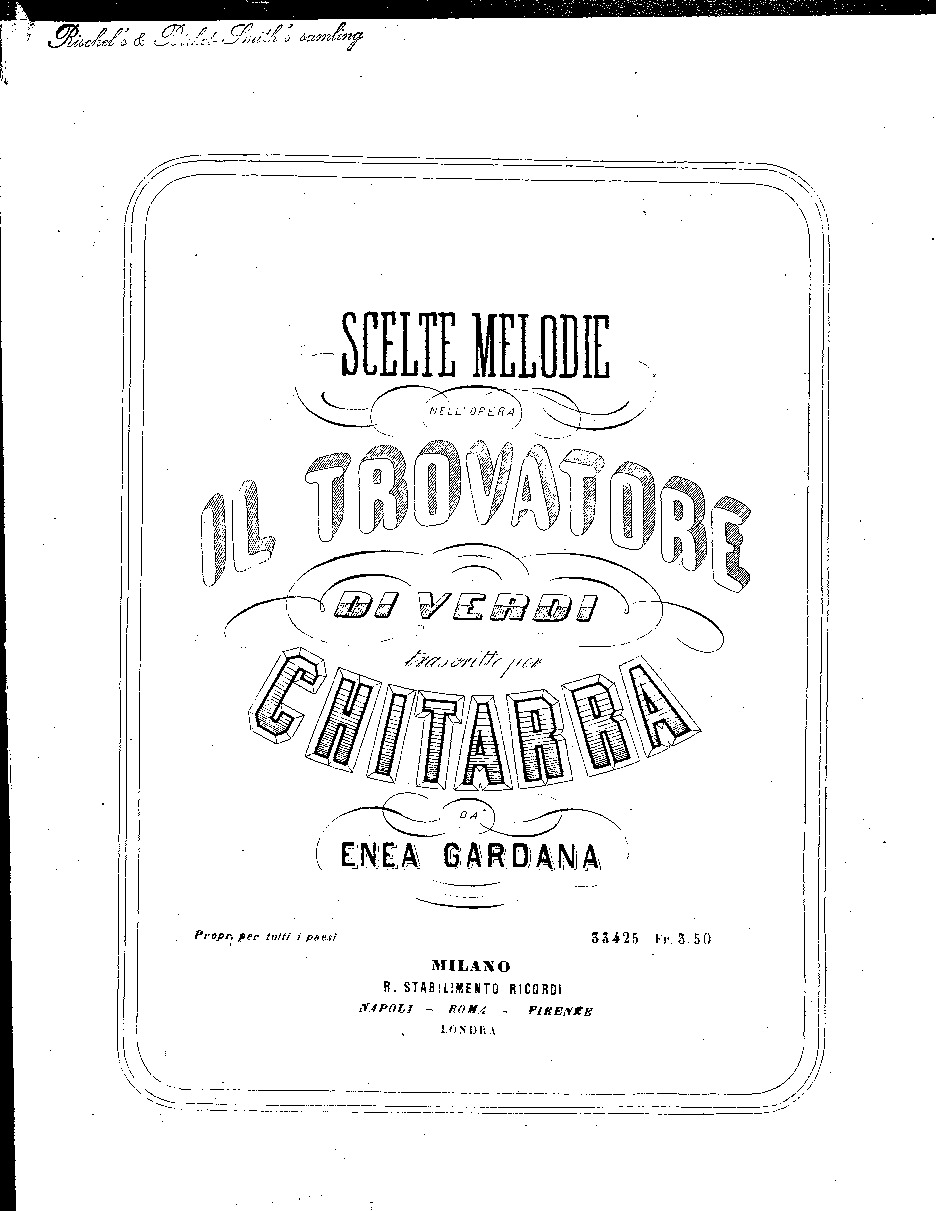 Rischel's & Birket-Smith's samling
SCELTE MELODIE
NELL'OPERA
IL TROVATORE
DI VERDI
trascritte per
CHITARRA
DA
ENEA GARDANA
Propr. per tutti i paesi
33425 Fr. 3.50
MILANO
R. STABILIMENTO RICORDI
NAPOLI - ROMA - FIRENZE
LONDRA